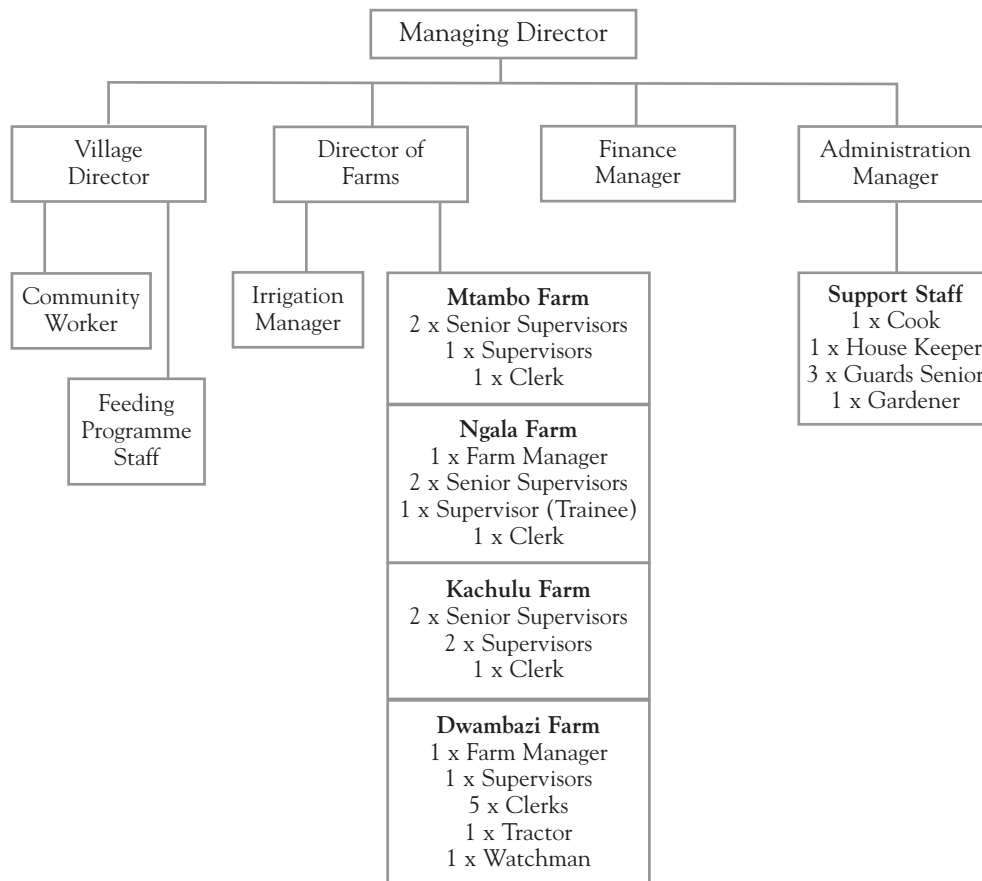 Managing Director
Village
Director
Director of
Farms
Finance
Manager
Administration
Manager
Community
Worker
Feeding
Programme
Staff
Irrigation
Manager
Mtambo Farm
2 x Senior Supervisors
1 x Supervisors
1 x Clerk
Ngala Farm
1 x Farm Manager
2 x Senior Supervisors
1 x Supervisor (Trainee)
1 x Clerk
Kachulu Farm
2 x Senior Supervisors
2 x Supervisors
1 x Clerk
Dwambazi Farm
1 x Farm Manager
1 x Supervisors
5 x Clerks
1 x Tractor
1 x Watchman
Support Staff
1 x Cook
1 x House Keeper
3 x Guards Senior
1 x Gardener